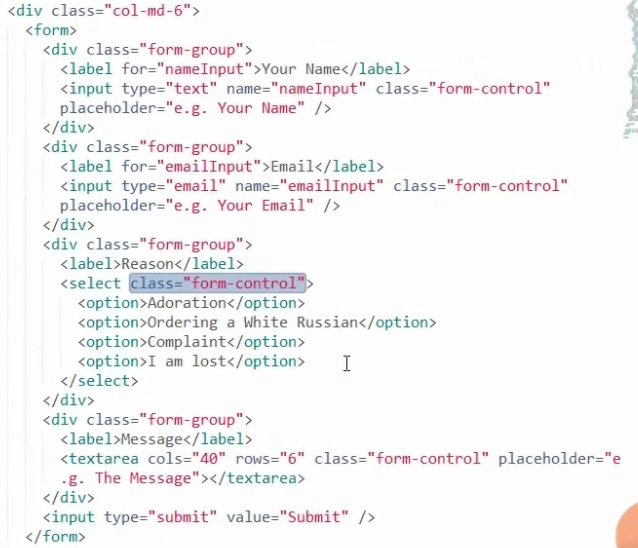 <div class="col-md-6">
<form>
<div class="form-group">
<label for="nameInput">Your Name</label>
<input type="text" name="nameInput" class="form-control"
placeholder="e.g. Your Name" />
</div>
<div class="form-group">
<label for="emailInput">Email</label>
<input type="email" name="emailInput" class="form-control"
placeholder="e.g. Your Email" />
</div>
<div class="form-group">
<label>Reason</label>
<select class="form-control">
<option>Adoration</option>
<option>Ordering a White Russian</option>
<option>Complaint</option>
<option>I am lost</option>
</select>
</div>
<div class="form-group">
<label>Message</label>
<textarea cols="40" rows="6" class="form-control" placeholder="e
.g. The Message"></textarea>
</div>
<input type="submit" value="Submit" />
</form>